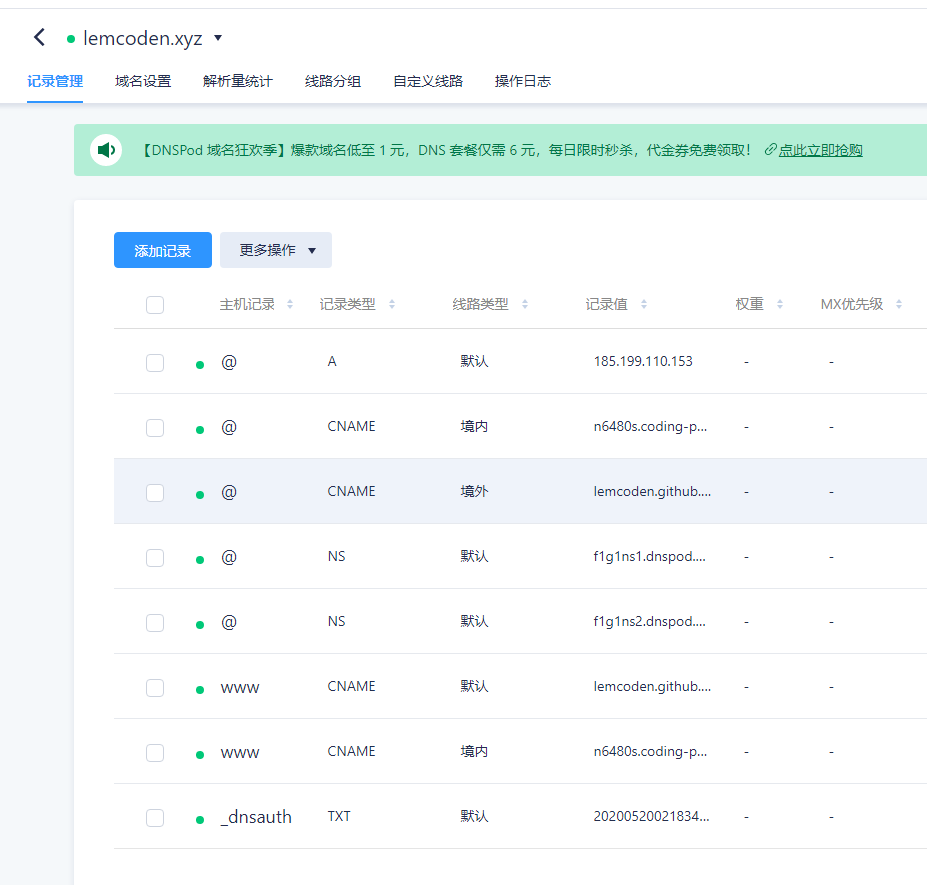 lemcoden.xyz
记录管理 域名设置 解析量统计 线路分组 自定义线路 操作日志
【DNSPod 域名狂欢季】爆款域名低至 1 元，DNS 套餐仅需 6 元，每日限时秒杀，代金券免费领取！ 点此立即抢购
添加记录 更多操作
主机记录 记录类型 线路类型 记录值 权重 MX优先级
@ A 默认 185.199.110.153 - -
@ CNAME 境内 n6480s.coding-p... - -
@ CNAME 境外 lemcoden.github.... - -
@ NS 默认 f1g1ns1.dnspod.... - -
@ NS 默认 f1g1ns2.dnspod.... - -
www CNAME 默认 lemcoden.github.... - -
www CNAME 境内 n6480s.coding-p... - -
_dnsauth TXT 默认 20200520021834... - -